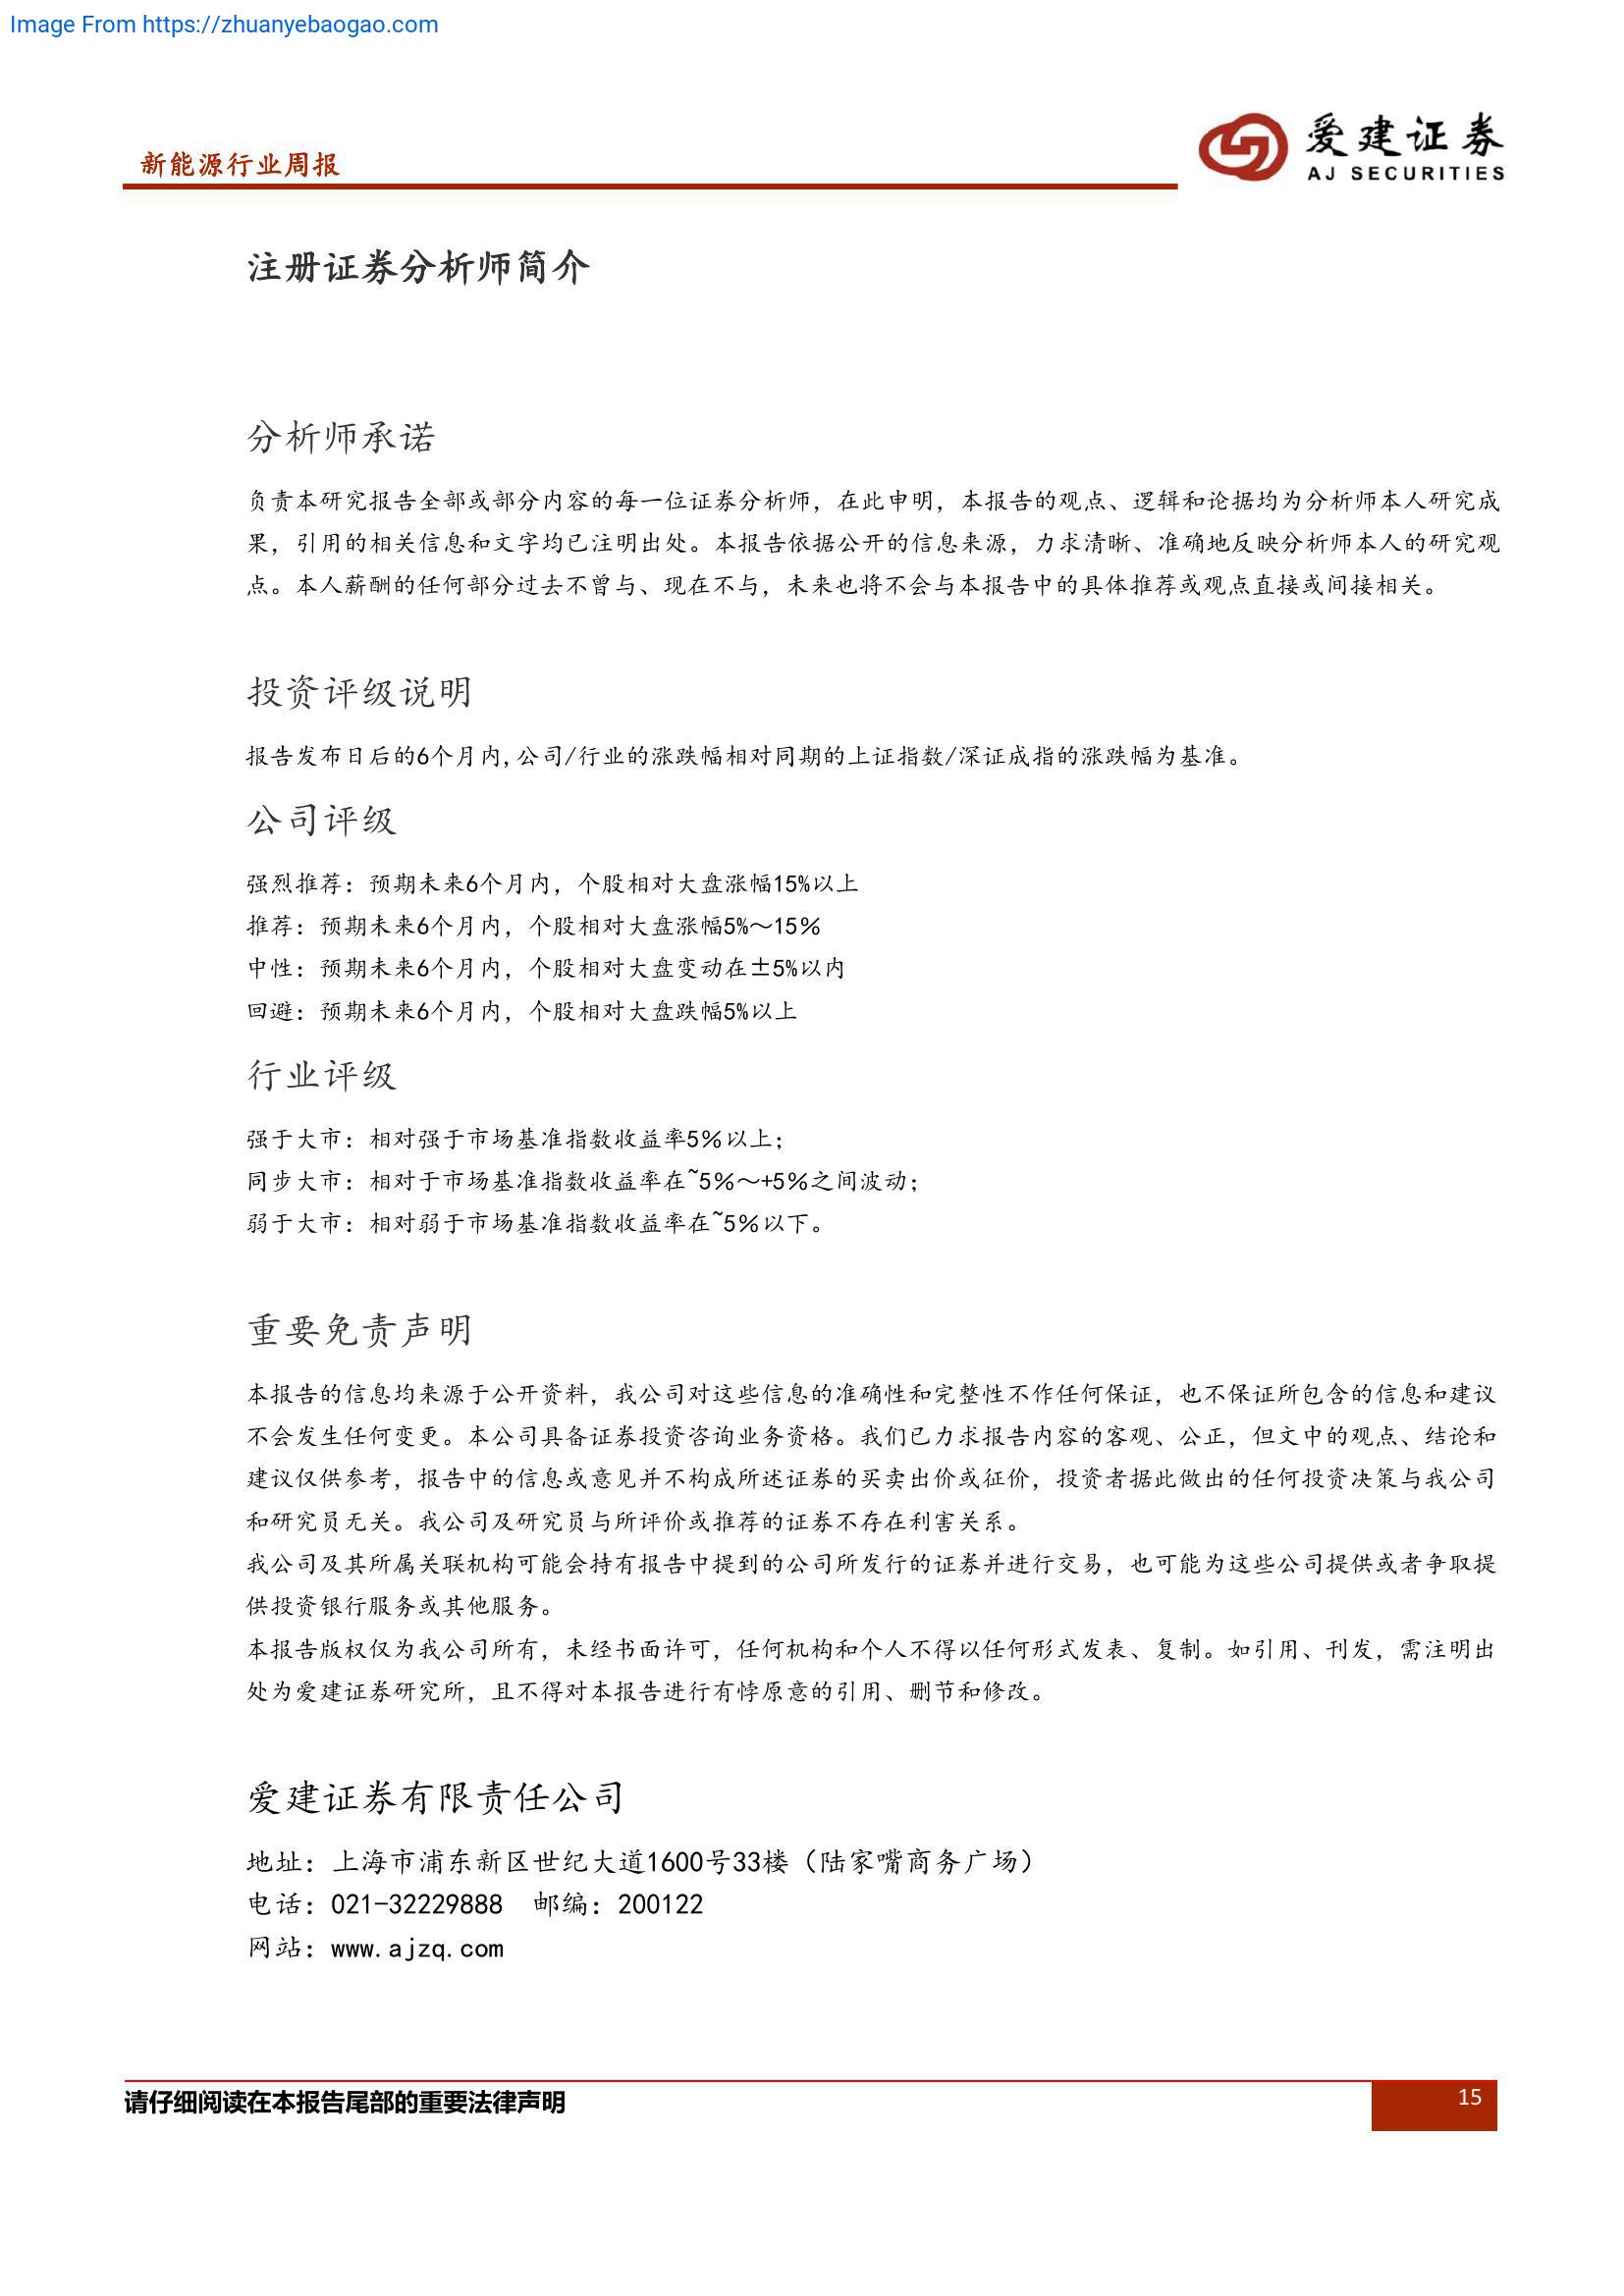 Image From https://zhuanyebaogao.com
新能源行业周报
爱建证券
AJ SECURITIES
注册证券分析师简介
分析师承诺
负责本研究报告全部或部分内容的每一位证券分析师，在此申明，本报告的观点、逻辑和论据均为分析师本人研究成
果，引用的相关信息和文字均已注明出处。本报告依据公开的信息来源，力求清晰、准确地反映分析师本人的研究观
点。本人薪酬的任何部分过去不曾与、现在不与，未来也将不会与本报告中的具体推荐或观点直接或间接相关。
投资评级说明
报告发布日后的6个月内,公司/行业的涨跌幅相对同期的上证指数/深证成指的涨跌幅为基准。
公司评级
强烈推荐：预期未来6个月内，个股相对大盘涨幅15%以上
推荐：预期未来6个月内，个股相对大盘涨幅5%～15％
中性：预期未来6个月内，个股相对大盘变动在±5%以内
回避：预期未来6个月内，个股相对大盘跌幅5%以上
行业评级
强于大市：相对强于市场基准指数收益率5％以上；
同步大市：相对于市场基准指数收益率在~5％～+5％之间波动；
弱于大市：相对弱于市场基准指数收益率在~5％以下。
重要免责声明
本报告的信息均来源于公开资料，我公司对这些信息的准确性和完整性不作任何保证，也不保证所包含的信息和建议
不会发生任何变更。本公司具备证券投资咨询业务资格。我们已力求报告内容的客观、公正，但文中的观点、结论和
建议仅供参考，报告中的信息或意见并不构成所述证券的买卖出价或征价，投资者据此做出的任何投资决策与我公司
和研究员无关。我公司及研究员与所评价或推荐的证券不存在利害关系。
我公司及其所属关联机构可能会持有报告中提到的公司所发行的证券并进行交易，也可能为这些公司提供或者争取提
供投资银行服务或其他服务。
本报告版权仅为我公司所有，未经书面许可，任何机构和个人不得以任何形式发表、复制。如引用、刊发，需注明出
处为爱建证券研究所，且不得对本报告进行有悖原意的引用、删节和修改。
爱建证券有限责任公司
地址：上海市浦东新区世纪大道1600号33楼（陆家嘴商务广场）
电话：021-32229888 邮编：200122
网站：www.ajzq.com
请仔细阅读在本报告尾部的重要法律声明
15